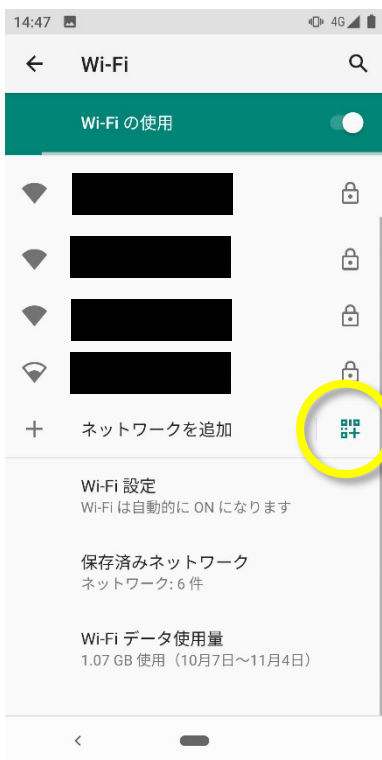 14:47 4G
Wi-Fi
Wi-Fi の使用
ネットワークを追加
Wi-Fi 設定
Wi-Fi は自動的に ON になります
保存済みネットワーク
ネットワーク: 6 件
Wi-Fi データ使用量
1.07 GB 使用（10月7日～11月4日）